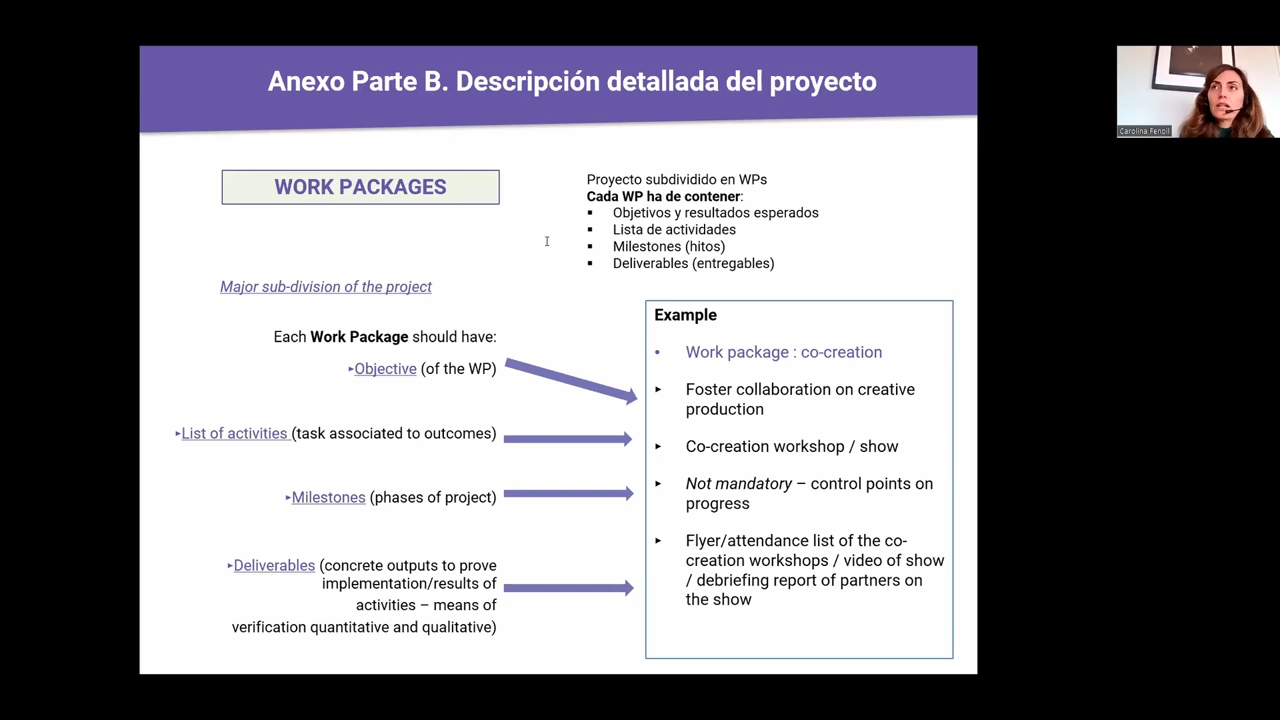 Anexo Parte B. Descripción detallada del proyecto
Carolina Fenoll
WORK PACKAGES
Proyecto subdividido en WPs
Cada WP ha de contener:
▪ Objetivos y resultados esperados
▪ Lista de actividades
▪ Milestones (hitos)
▪ Deliverables (entregables)
Major sub-division of the project
Each Work Package should have:
▸Objective (of the WP)
▸List of activities (task associated to outcomes)
▸Milestones (phases of project)
▸Deliverables (concrete outputs to prove
implementation/results of
activities – means of
verification quantitative and qualitative)
Example
• Work package : co-creation
▸ Foster collaboration on creative
production
▸ Co-creation workshop / show
▸ Not mandatory – control points on
progress
▸ Flyer/attendance list of the co-
creation workshops / video of show
/ debriefing report of partners on
the show